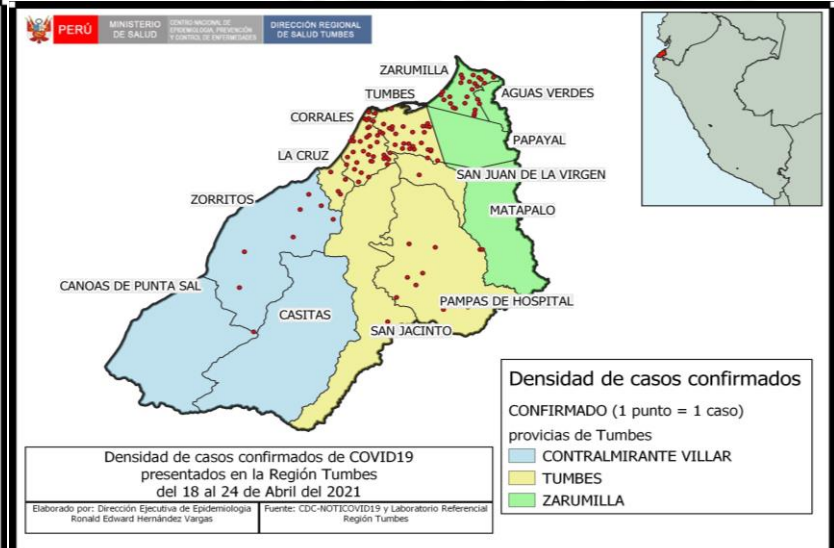 PERÚ
MINISTERIO
DE SALUD
CENTRO NACIONAL DE
EPIDEMIOLOGÍA, PREVENCIÓN
Y CONTROL DE ENFERMEDADES
DIRECCIÓN REGIONAL
DE SALUD TUMBES
ZARUMILLA
TUMBES
AGUAS VERDES
CORRALES
PAPAYAL
LA CRUZ
SAN JUAN DE LA VIRGEN
ZORRITOS
MATAPALO
CANOAS DE PUNTA SAL
PAMPAS DE HOSPITAL
CASITAS
SAN JACINTO
Densidad de casos confirmados
CONFIRMADO (1 punto = 1 caso)
provicias de Tumbes
CONTRALMIRANTE VILLAR
TUMBES
ZARUMILLA
Densidad de casos confirmados de COVID19
presentados en la Región Tumbes
del 18 al 24 de Abril del 2021
Elaborado por: Dirección Ejecutiva de Epidemiologia
Ronald Edward Hernández Vargas
Fuente: CDC-NOTICOVID19 y Laboratorio Referencial
Región Tumbes